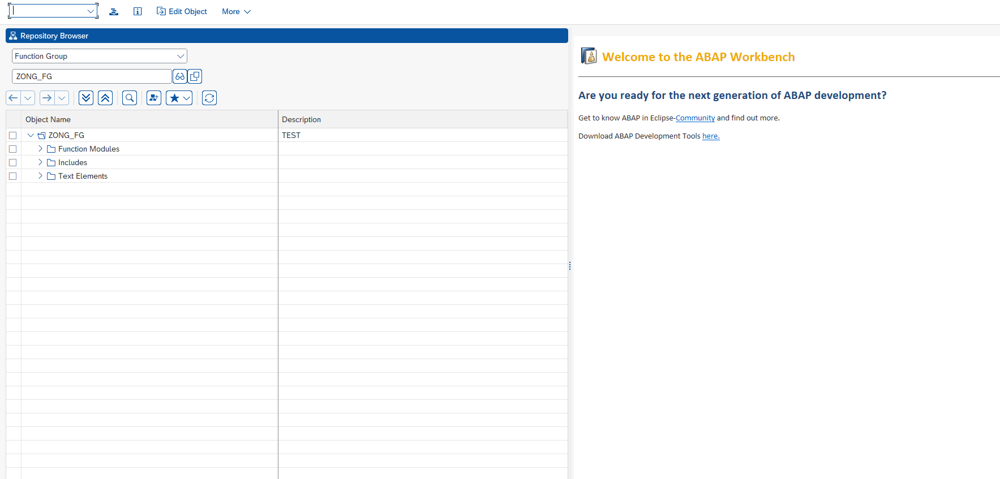 Edit Object
More
Repository Browser
Function Group
ZONG_FG
Object Name
Description
ZONG_FG
TEST
Function Modules
Includes
Text Elements
Welcome to the ABAP Workbench
Are you ready for the next generation of ABAP development?
Get to know ABAP in Eclipse-Community and find out more.
Download ABAP Development Tools here.